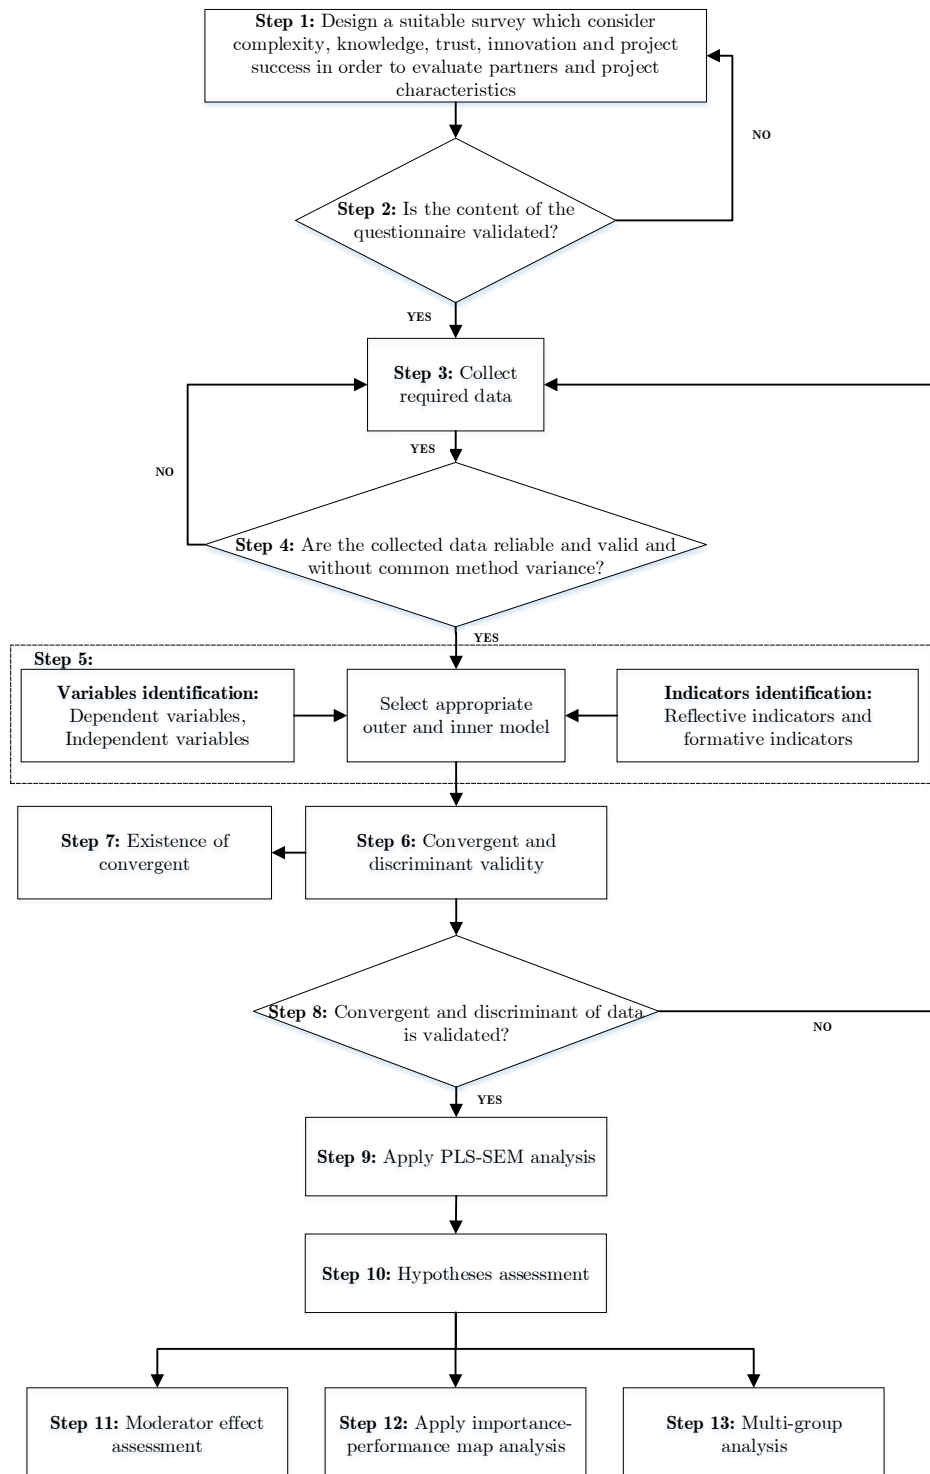 Step 1: Design a suitable survey which consider
complexity, knowledge, trust, innovation and project
success in order to evaluate partners and project
characteristics
NO
Step 2: Is the content of the
questionnaire validated?
YES
Step 3: Collect
required data
YES
NO
Step 4: Are the collected data reliable and valid and
without common method variance?
YES
Step 5:
Variables identification:
Dependent variables,
Independent variables
Select appropriate
outer and inner model
Indicators identification:
Reflective indicators and
formative indicators
Step 7: Existence of
convergent
Step 6: Convergent and
discriminant validity
Step 8: Convergent and discriminant of data
is validated?
NO
YES
Step 9: Apply PLS-SEM analysis
Step 10: Hypotheses assessment
Step 11: Moderator effect
assessment
Step 12: Apply importance-
performance map analysis
Step 13: Multi-group
analysis